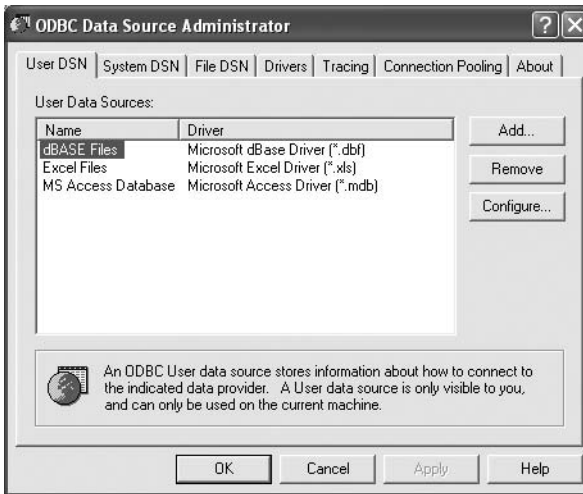 ODBC Data Source Administrator
User DSN System DSN File DSN Drivers Tracing Connection Pooling About
User Data Sources:
Name Driver
dBASE Files Microsoft dBase Driver (*.dbf)
Excel Files Microsoft Excel Driver (*.xls)
MS Access Database Microsoft Access Driver (*.mdb)
Add...
Remove
Configure...
An ODBC User data source stores information about how to connect to
the indicated data provider. A User data source is only visible to you,
and can only be used on the current machine.
OK Cancel Apply Help